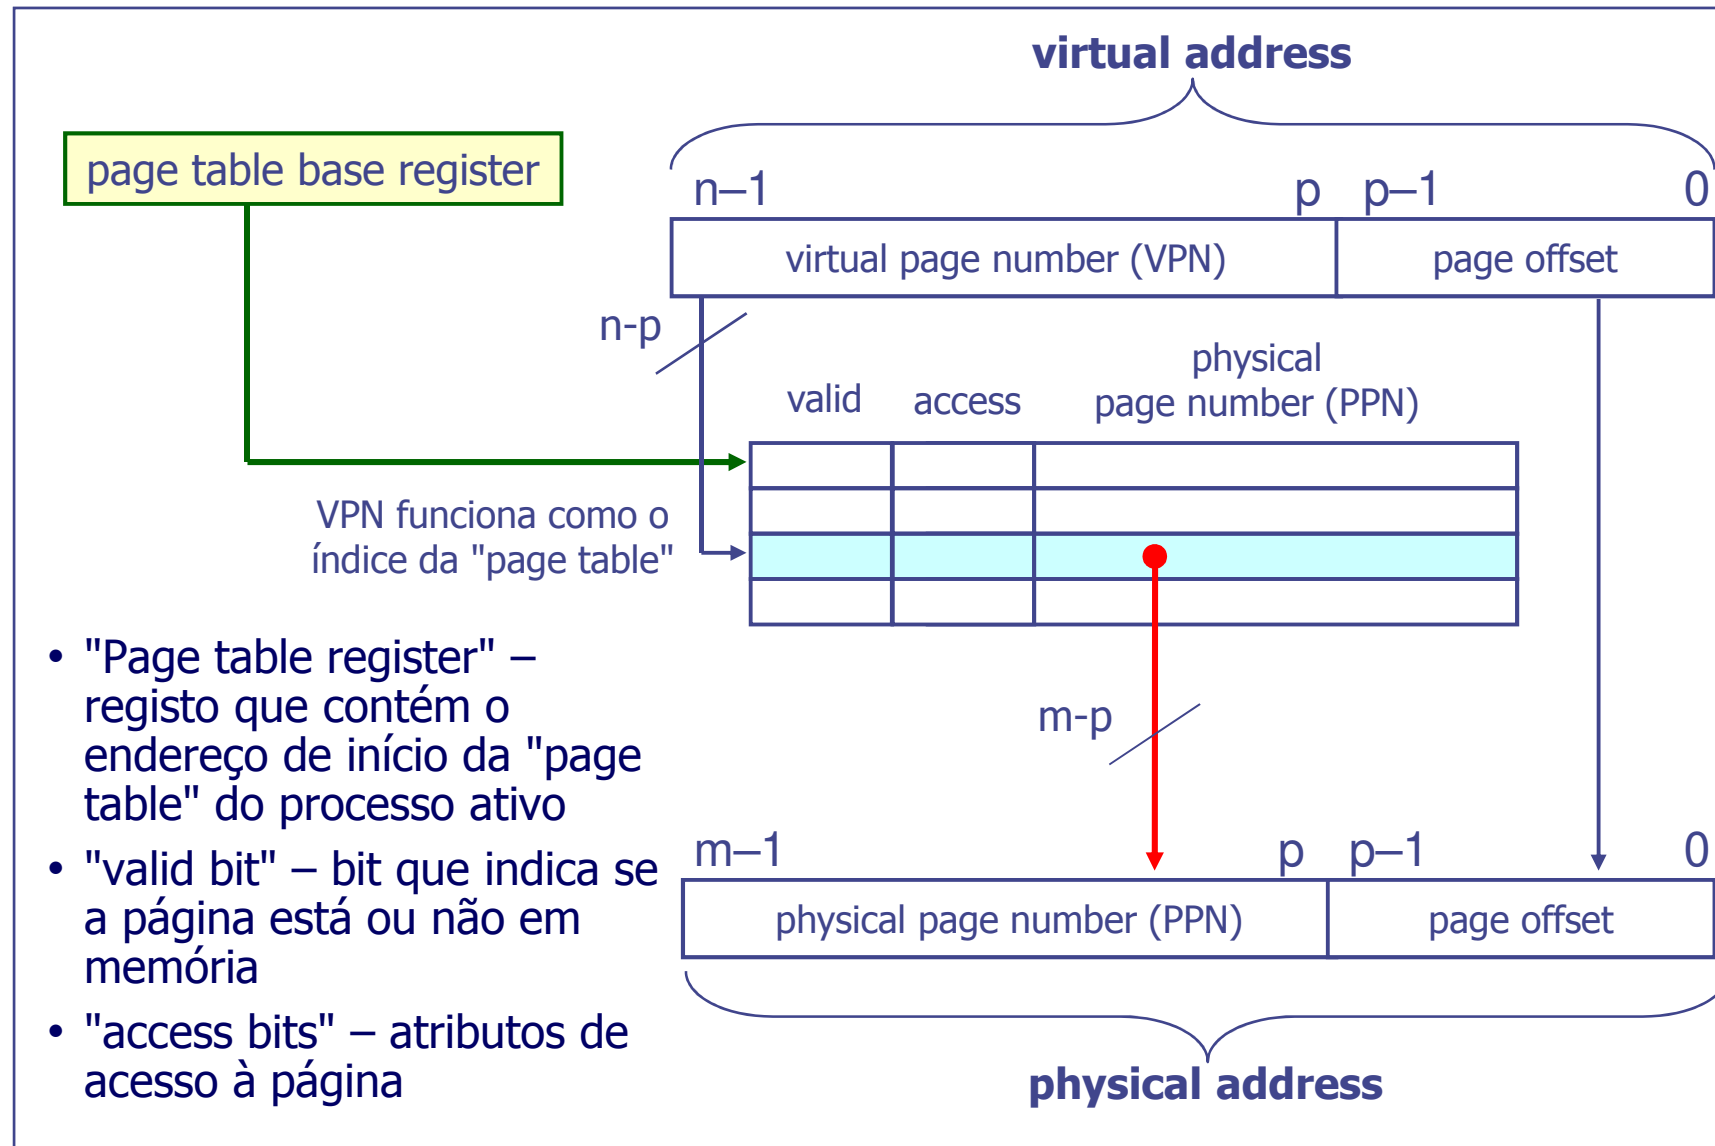 virtual address
page table base register
n–1 p p–1 0
virtual page number (VPN) page offset
n-p
physical
valid access page number (PPN)
VPN funciona como o
índice da "page table"
• "Page table register" –
registo que contém o
endereço de início da "page
table" do processo ativo
• "valid bit" – bit que indica se
a página está ou não em
memória
• "access bits" – atributos de
acesso à página
m-p
m–1 p p–1 0
physical page number (PPN) page offset
physical address